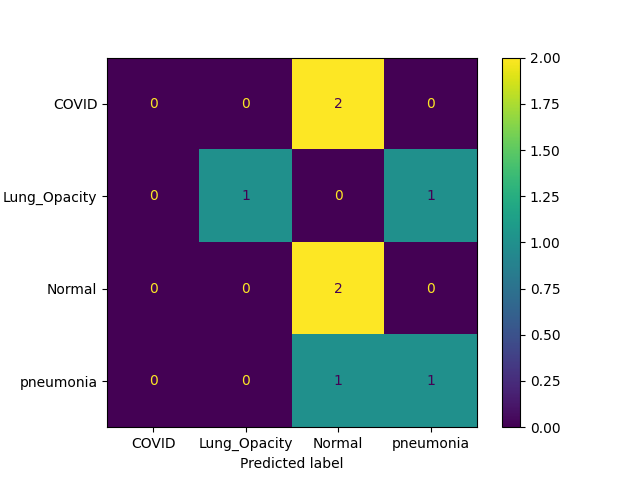 COVID 0 0 2 0
Lung_Opacity 0 1 0 1
Normal 0 0 2 0
pneumonia 0 0 1 1
COVID Lung_Opacity Normal pneumonia
Predicted label
2.00
1.75
1.50
1.25
1.00
0.75
0.50
0.25
0.00